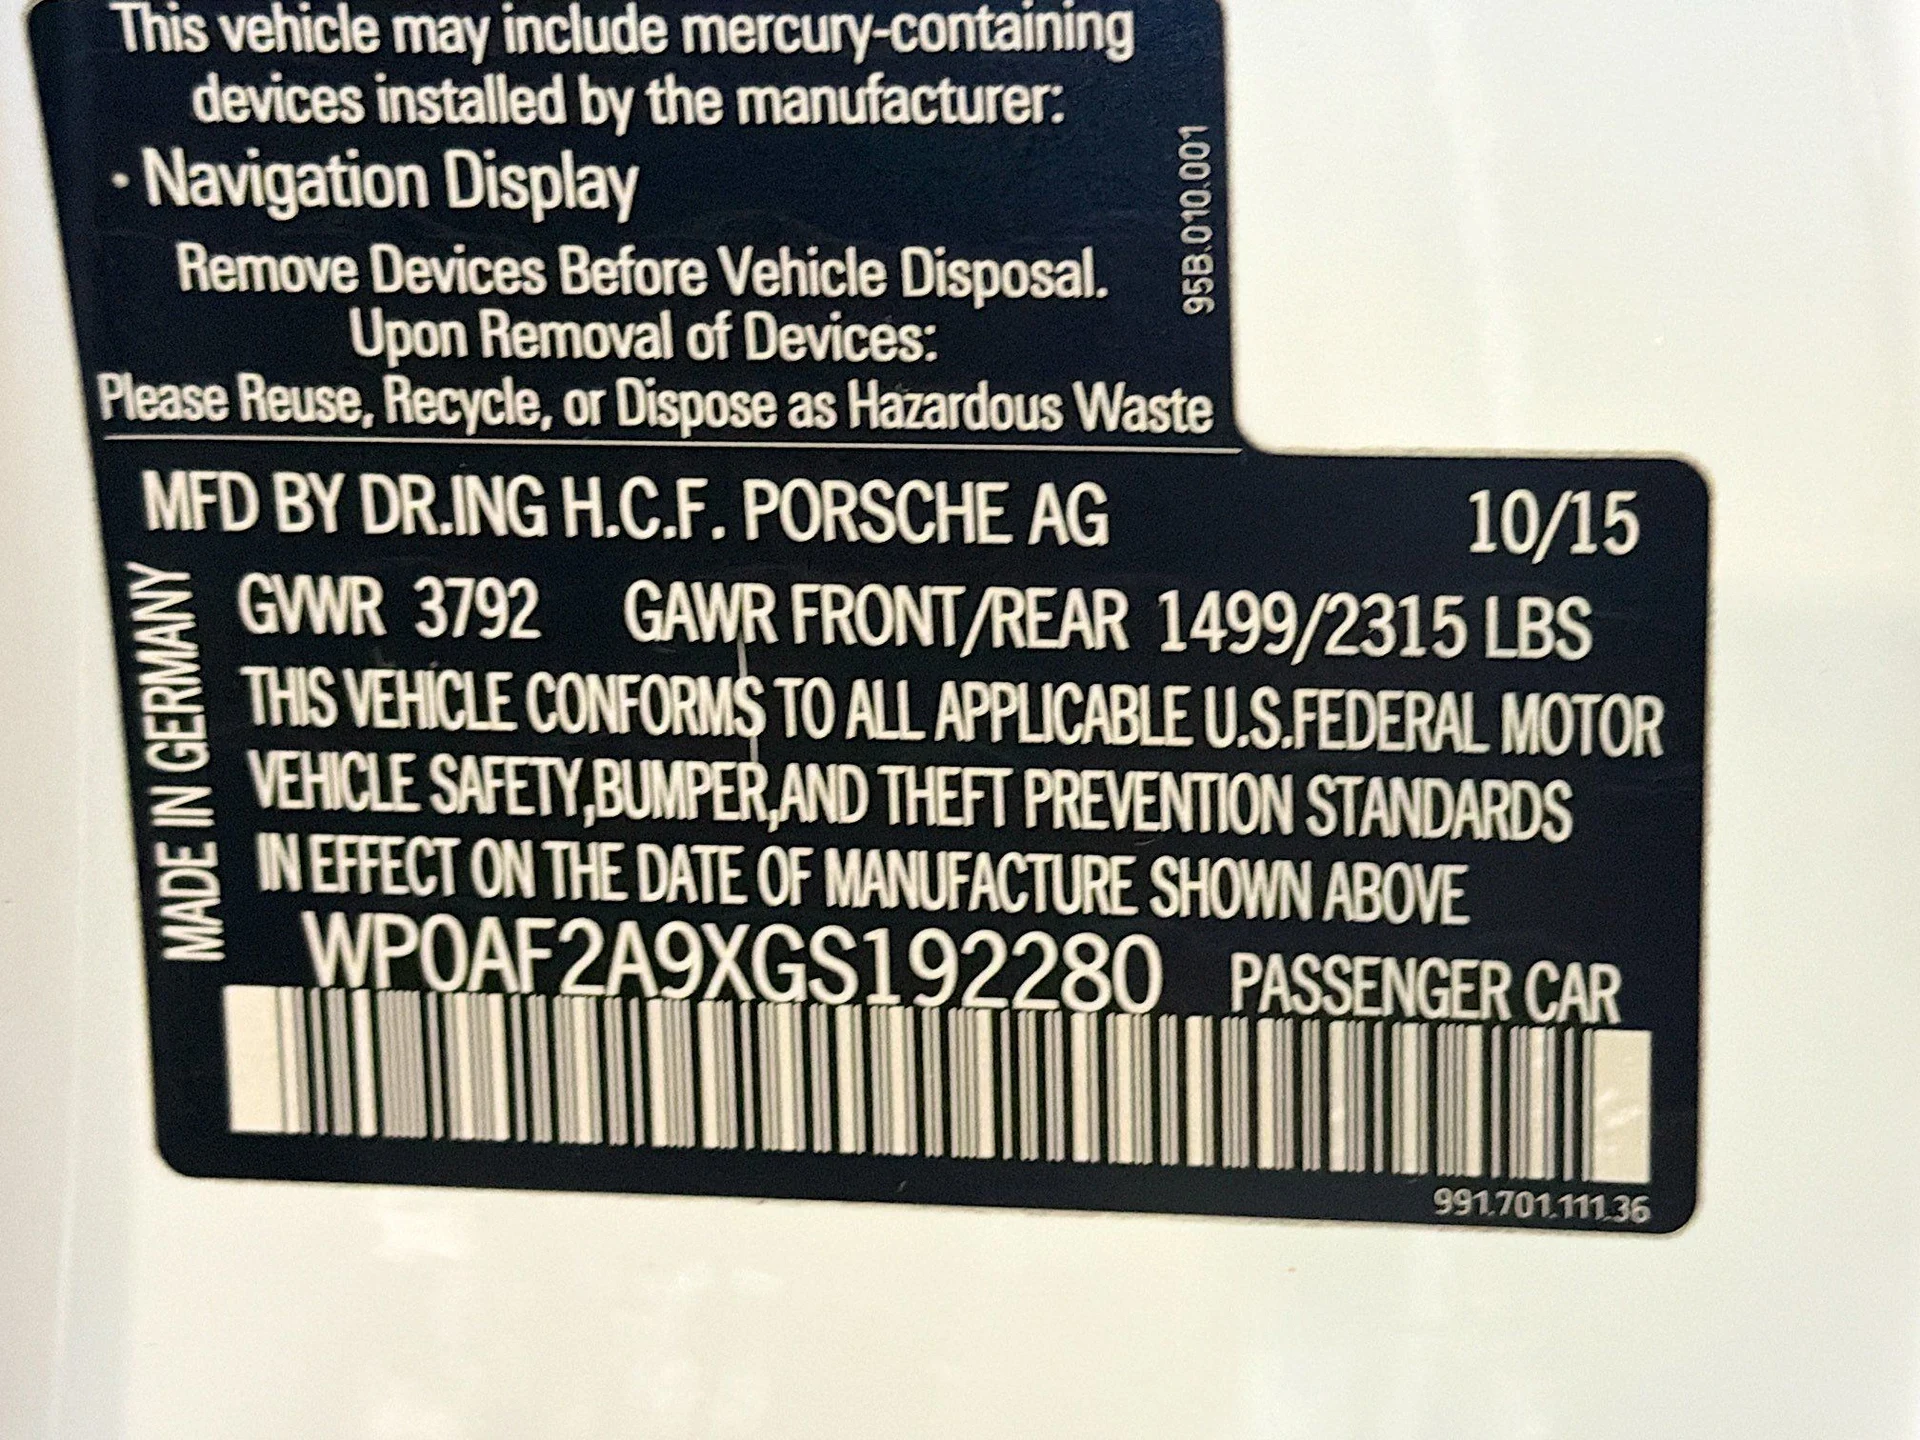 This vehicle may include mercury-containing
devices installed by the manufacturer:
· Navigation Display
Remove Devices Before Vehicle Disposal.
Upon Removal of Devices:
Please Reuse, Recycle, or Dispose as Hazardous Waste
95B.010.001
MFD BY DR.ING H.C.F. PORSCHE AG 10/15
MADE IN GERMANY
GVWR 3792 GAWR FRONT/REAR 1499/2315 LBS
THIS VEHICLE CONFORMS TO ALL APPLICABLE U.S.FEDERAL MOTOR
VEHICLE SAFETY,BUMPER,AND THEFT PREVENTION STANDARDS
IN EFFECT ON THE DATE OF MANUFACTURE SHOWN ABOVE
WP0AF2A9XGS192280 PASSENGER CAR
991.701.111.36